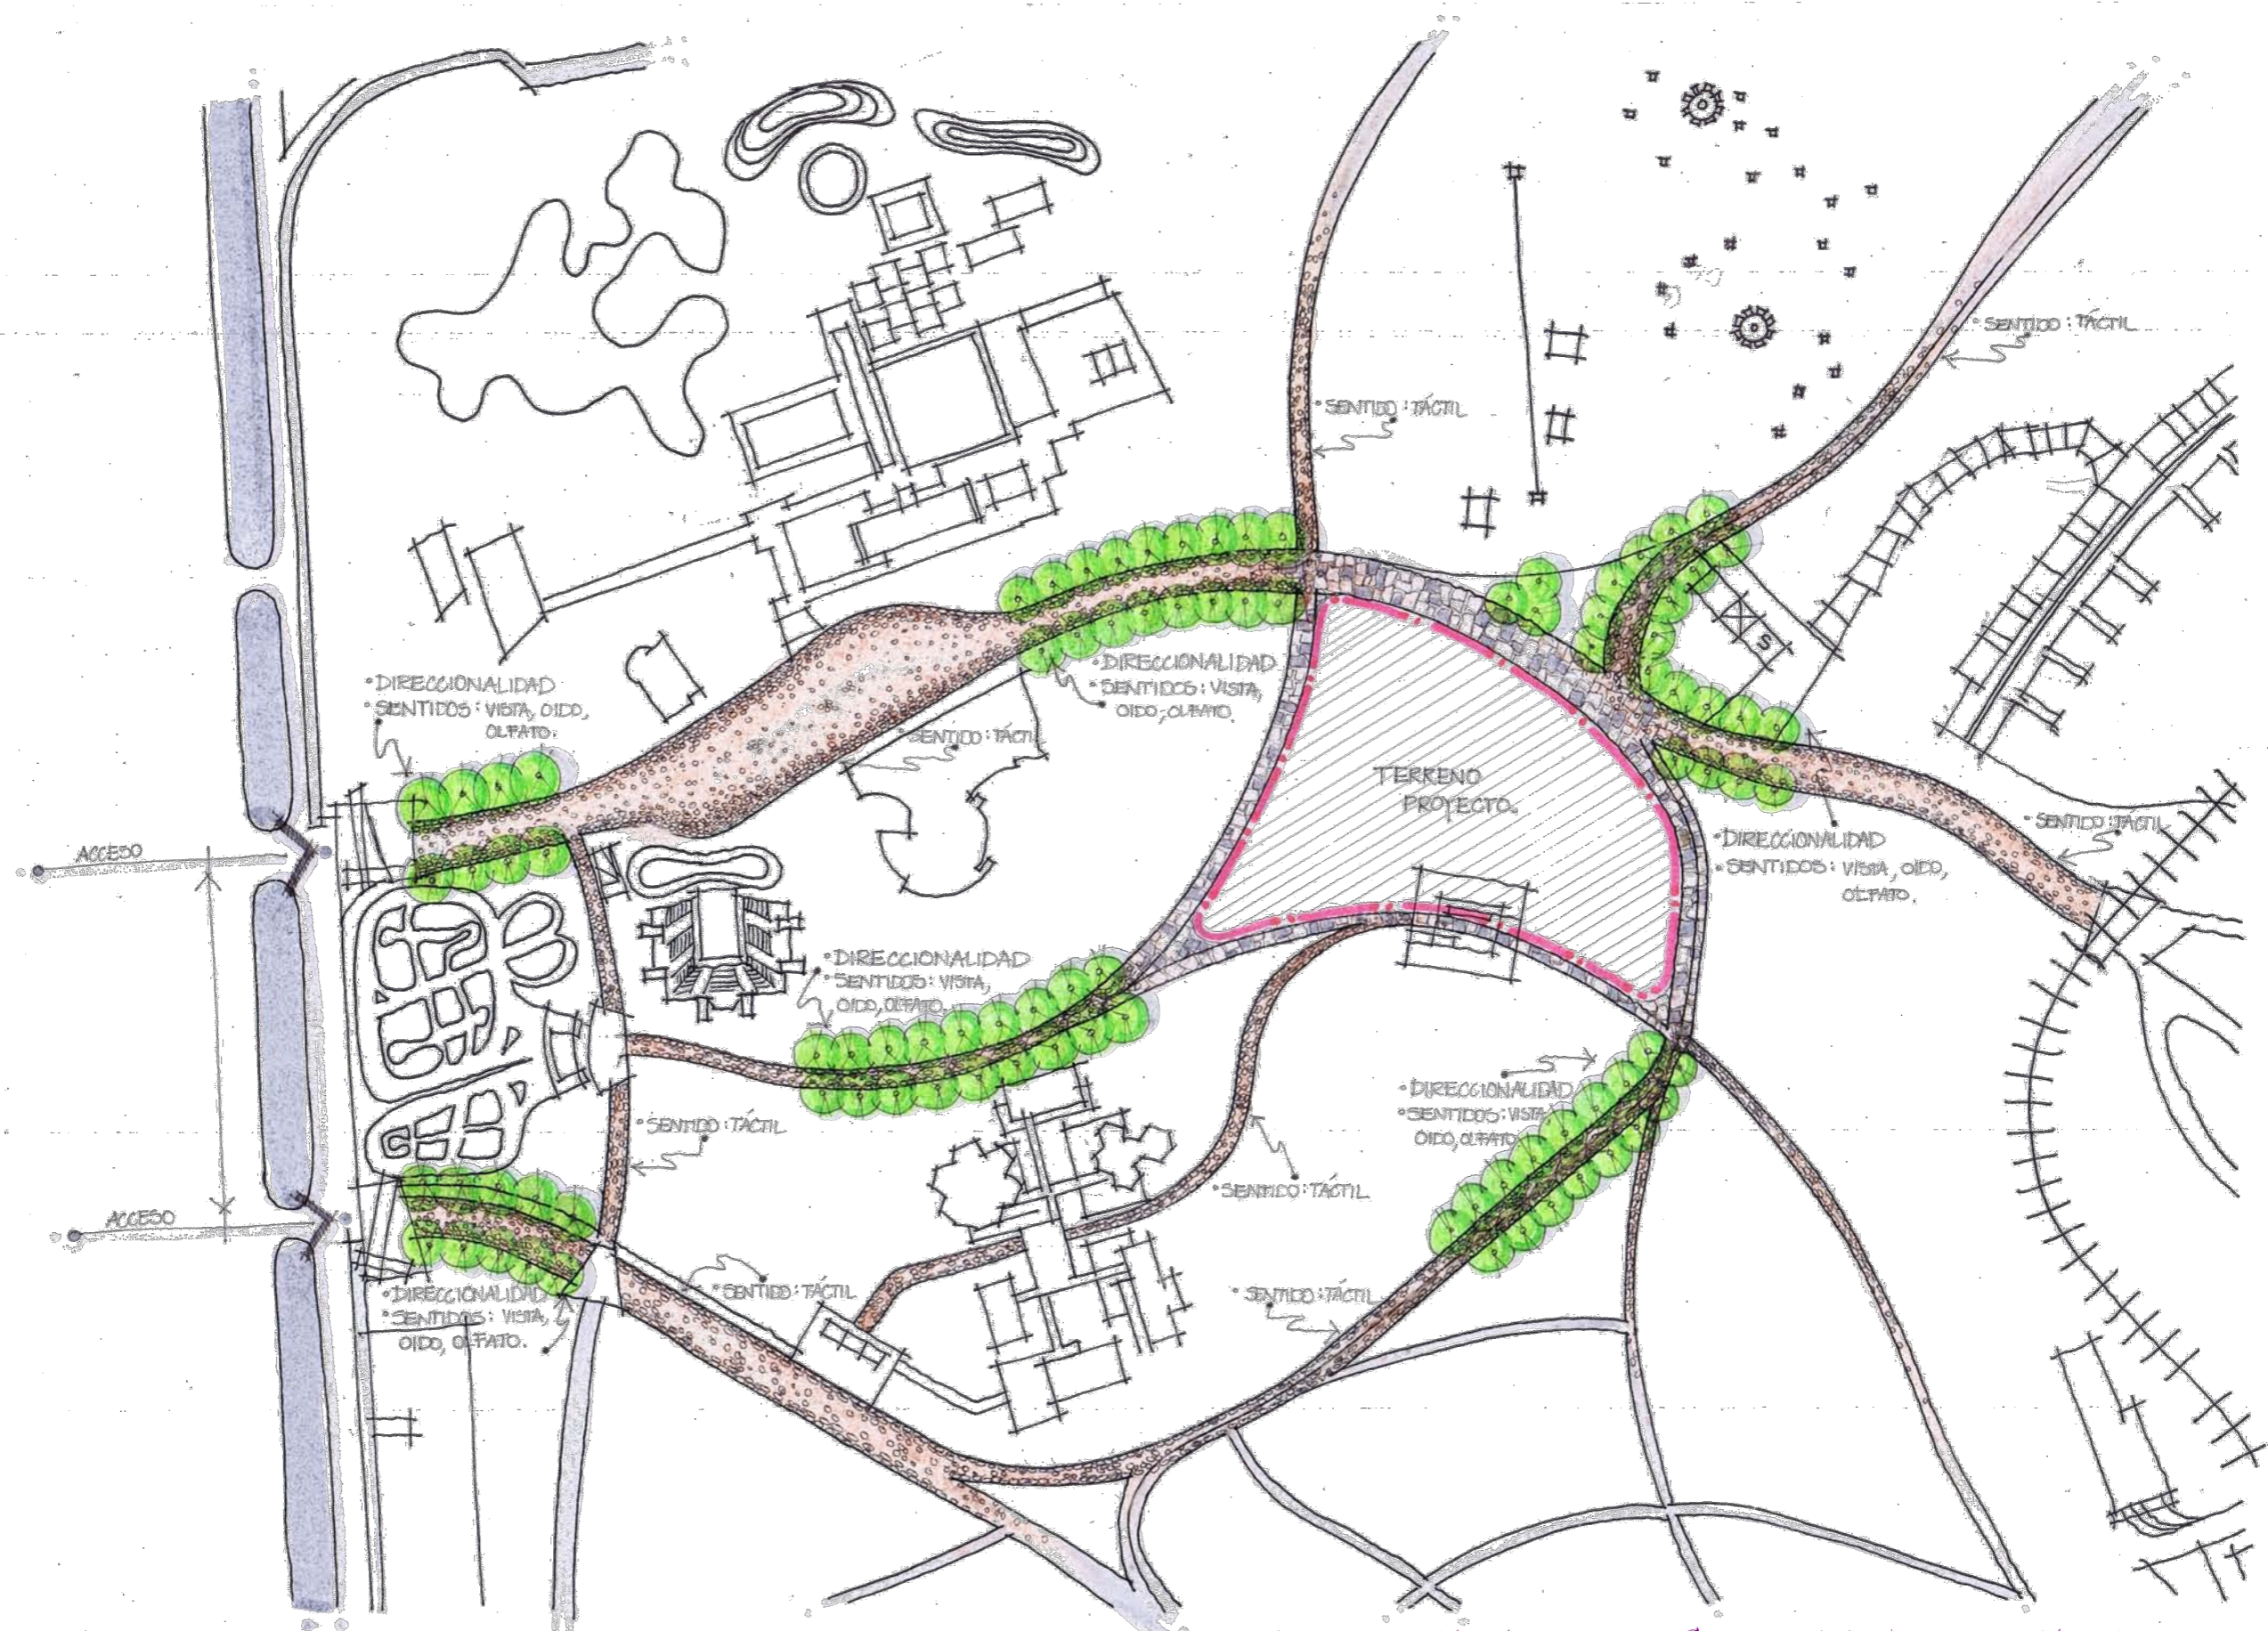 • SENTIDO : TÁCTIL
• SENTIDO : TÁCTIL
• DIRECCIONALIDAD
• SENTIDOS : VISTA,
OIDO, OLFATO.
• DIRECCIONALIDAD
• SENTIDOS : VISTA, OIDO,
OLFATO.
• SENTIDO : TÁCTIL
TERRENO
PROYECTO.
• SENTIDO : TÁCTIL
• DIRECCIONALIDAD
• SENTIDOS : VISTA, OIDO,
OLFATO.
ACCESO
• DIRECCIONALIDAD
• SENTIDOS : VISTA,
OIDO, OLFATO.
• DIRECCIONALIDAD
• SENTIDOS : VISTA
OIDO, OLFATO
• SENTIDO : TÁCTIL
• SENTIDO : TÁCTIL
ACCESO
• DIRECCIONALIDAD
• SENTIDOS : VISTA,
OIDO, OLFATO.
• SENTIDO : TÁCTIL
• SENTIDO : TÁCTIL
S